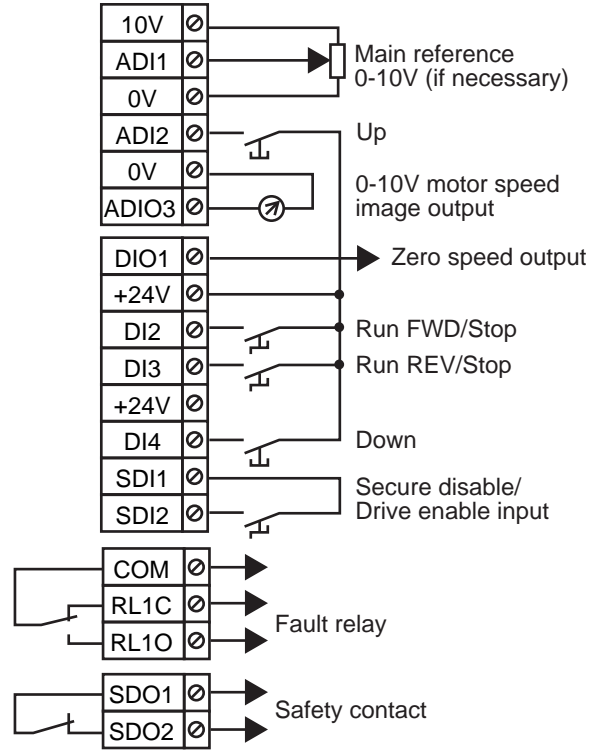 10V
ADI1
Main reference
0-10V (if necessary)
0V
ADI2
Up
0V
0-10V motor speed
image output
ADIO3
DIO1
Zero speed output
+24V
DI2
Run FWD/Stop
DI3
Run REV/Stop
+24V
DI4
Down
SDI1
Secure disable/
Drive enable input
SDI2
COM
RL1C
Fault relay
RL1O
SDO1
Safety contact
SDO2